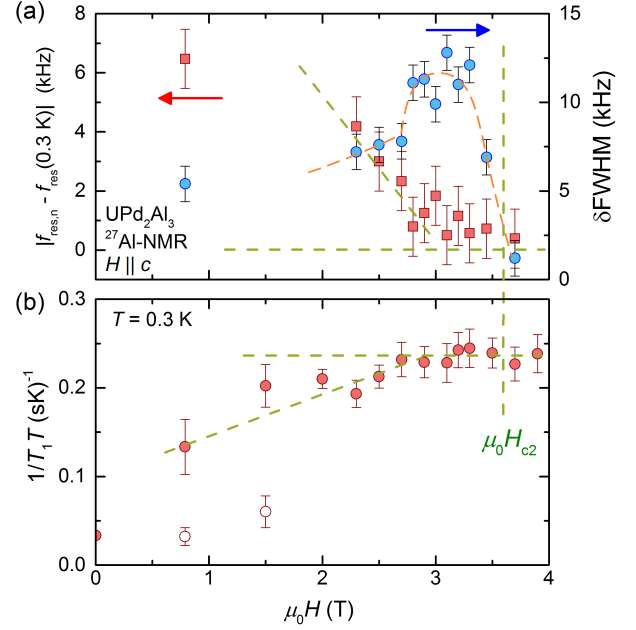 (a)
8
6
4
2
0
|f_res,n - f_res(0.3 K)| (kHz)
15
10
5
0
δFWHM (kHz)
UPd₂Al₃
²⁷Al-NMR
H || c
(b)
T = 0.3 K
0.3
0.2
0.1
0.0
1/T₁T (sK)⁻¹
μ₀H_c2
0
1
2
3
4
μ₀H (T)